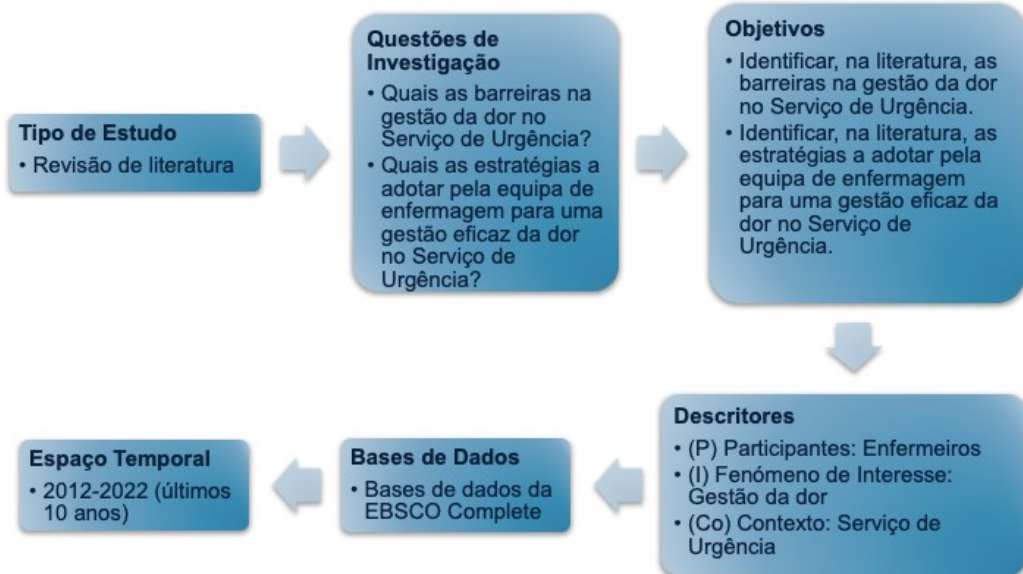 Tipo de Estudo
• Revisão de literatura
Questões de
Investigação
• Quais as barreiras na
gestão da dor no
Serviço de Urgência?
• Quais as estratégias a
adotar pela equipa de
enfermagem para uma
gestão eficaz da dor
no Serviço de
Urgência?
Objetivos
• Identificar, na literatura, as
barreiras na gestão da dor
no Serviço de Urgência.
• Identificar, na literatura, as
estratégias a adotar pela
equipa de enfermagem
para uma gestão eficaz da
dor no Serviço de
Urgência.
Descritores
• (P) Participantes: Enfermeiros
• (I) Fenómeno de Interesse:
Gestão da dor
• (Co) Contexto: Serviço de
Urgência
Bases de Dados
• Bases de dados da
EBSCO Complete
Espaço Temporal
• 2012-2022 (últimos
10 anos)